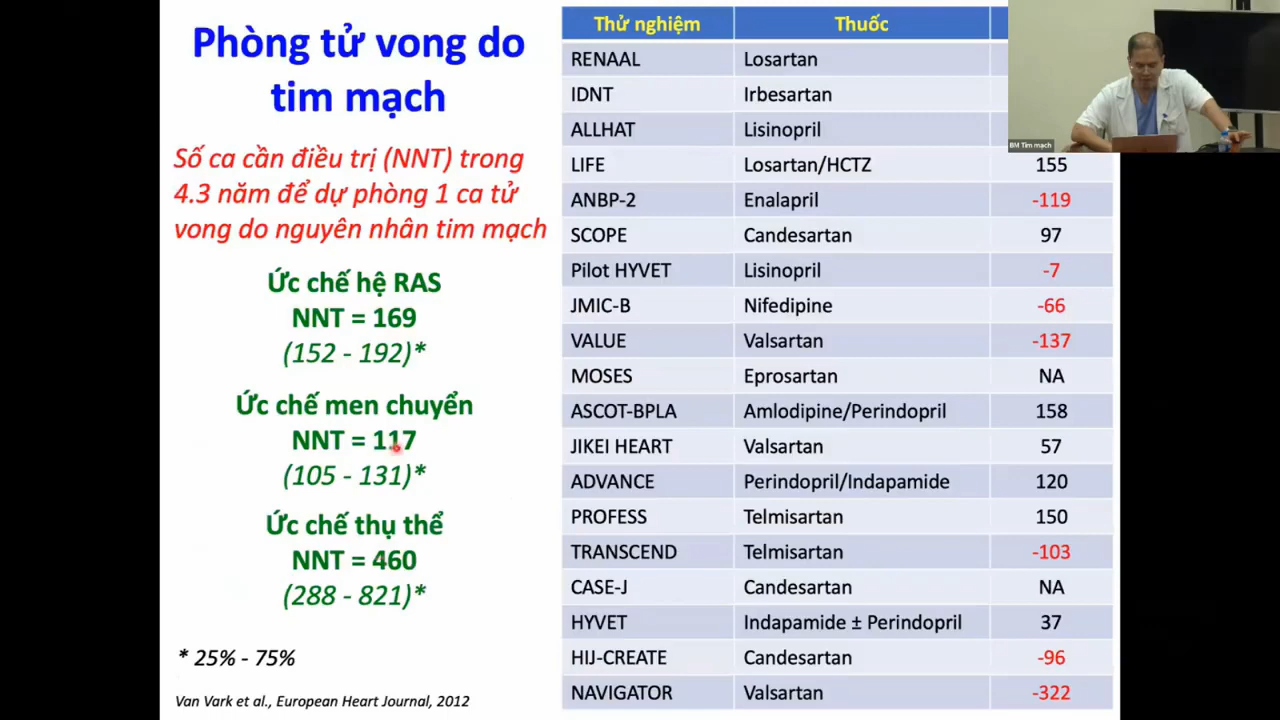 Phòng tử vong do
tim mạch
Số ca cần điều trị (NNT) trong
4.3 năm để dự phòng 1 ca tử
vong do nguyên nhân tim mạch
Ức chế hệ RAS
NNT = 169
(152 - 192)*
Ức chế men chuyển
NNT = 117
(105 - 131)*
Ức chế thụ thể
NNT = 460
(288 - 821)*
* 25% - 75%
Van Vark et al., European Heart Journal, 2012
Thử nghiệm Thuốc
RENAAL Losartan
IDNT Irbesartan
ALLHAT Lisinopril
LIFE Losartan/HCTZ 155
ANBP-2 Enalapril -119
SCOPE Candesartan 97
Pilot HYVET Lisinopril -7
JMIC-B Nifedipine -66
VALUE Valsartan -137
MOSES Eprosartan NA
ASCOT-BPLA Amlodipine/Perindopril 158
JIKEI HEART Valsartan 57
ADVANCE Perindopril/Indapamide 120
PROFESS Telmisartan 150
TRANSCEND Telmisartan -103
CASE-J Candesartan NA
HYVET Indapamide ± Perindopril 37
HIJ-CREATE Candesartan -96
NAVIGATOR Valsartan -322
BM Tim mạch